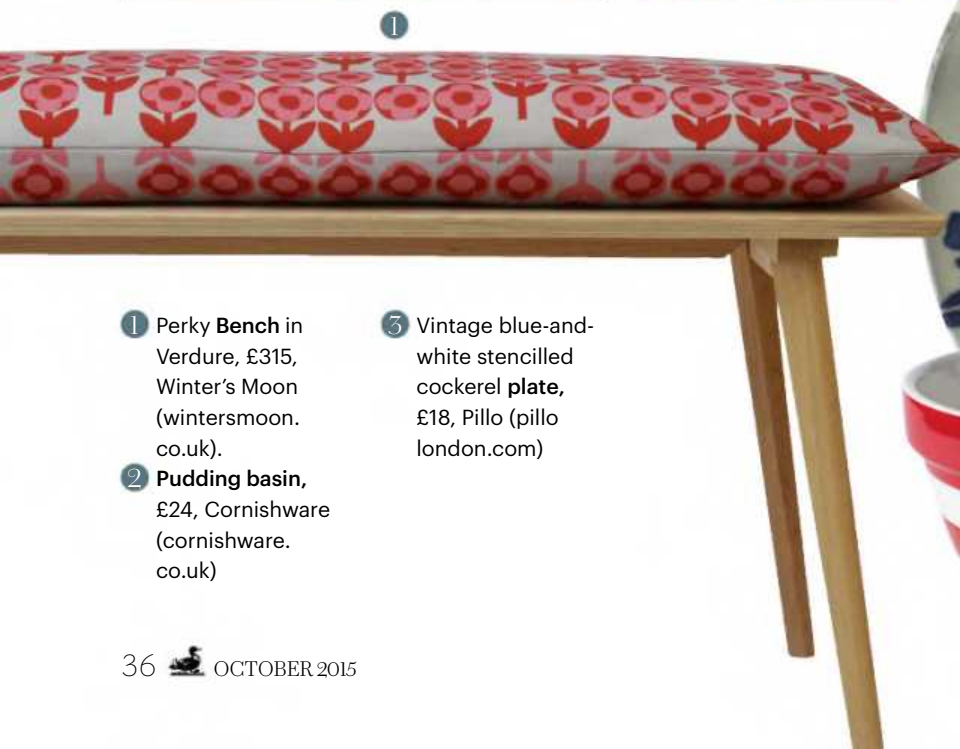 1
1 Perky Bench in
Verdure, £315,
Winter's Moon
(wintersmoon.
co.uk).
2 Pudding basin,
£24, Cornishware
(cornishware.
co.uk)
3 Vintage blue-and-
white stencilled
cockerel plate,
£18, Pillo (pillo
london.com)
36 OCTOBER 2015